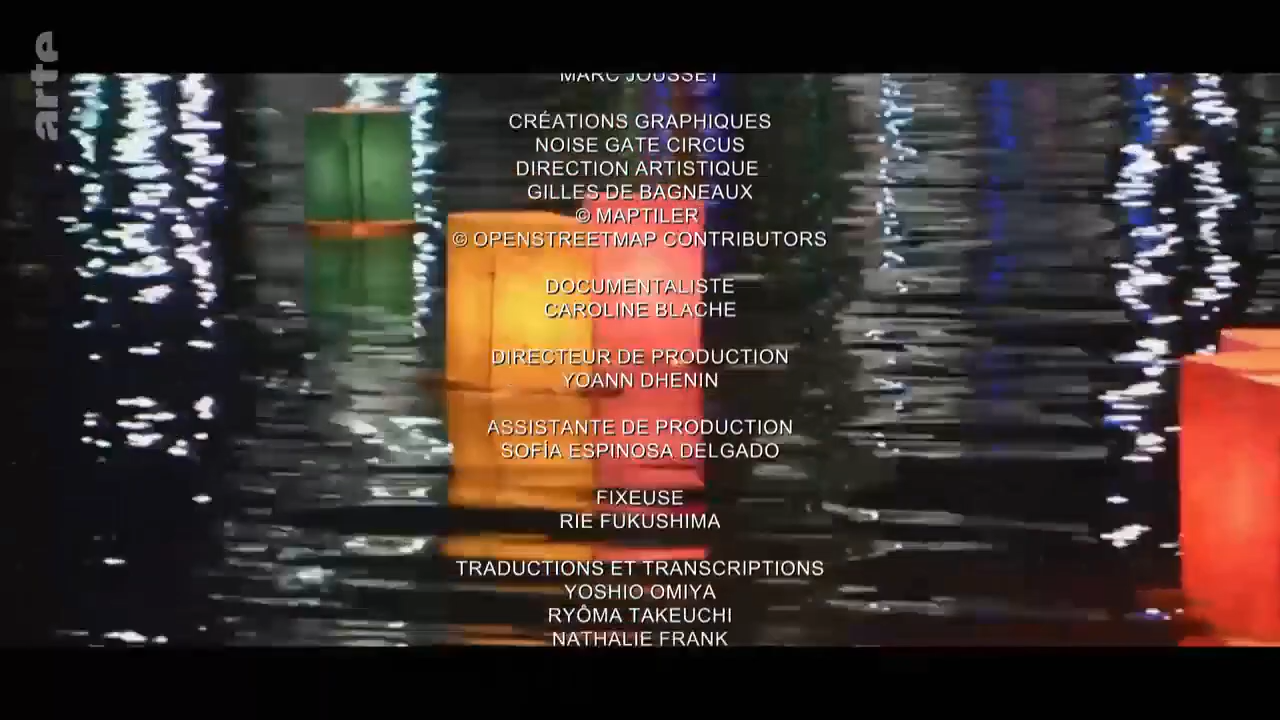 arte
MARC JOUSSET
CRÉATIONS GRAPHIQUES
NOISE GATE CIRCUS
DIRECTION ARTISTIQUE
GILLES DE BAGNEAUX
© MAPTILER
© OPENSTREETMAP CONTRIBUTORS
DOCUMENTALISTE
CAROLINE BLACHE
DIRECTEUR DE PRODUCTION
YOANN DHENIN
ASSISTANTE DE PRODUCTION
SOFÍA ESPINOSA DELGADO
FIXEUSE
RIE FUKUSHIMA
TRADUCTIONS ET TRANSCRIPTIONS
YOSHIO OMIYA
RYÔMA TAKEUCHI
NATHALIE FRANK